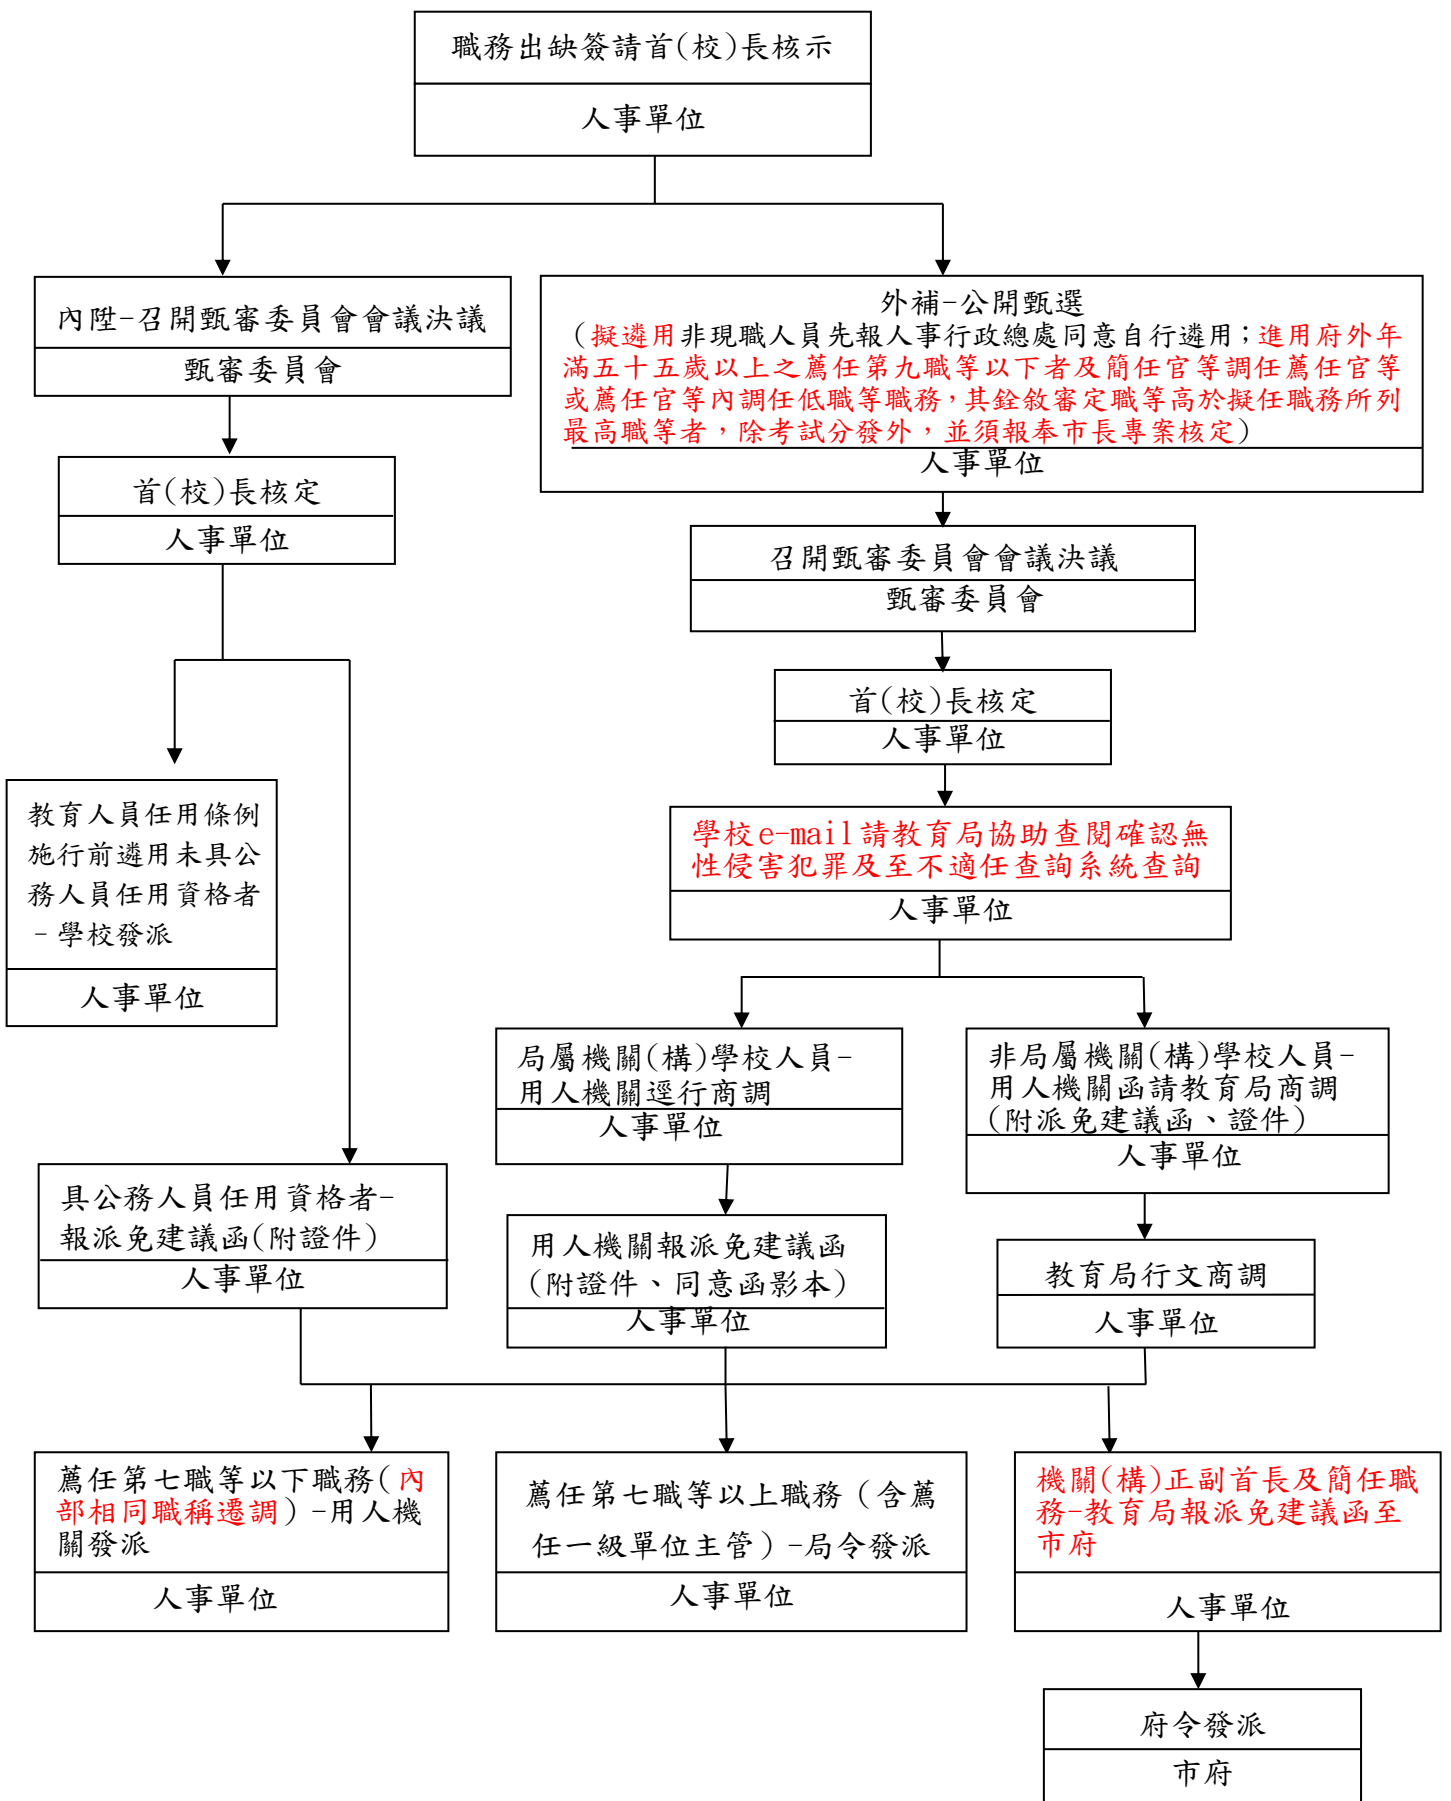 職務出缺簽請首(校)長核示
人事單位
內陞-召開甄審委員會會議決議
甄審委員會
首(校)長核定
人事單位
教育人員任用條例
施行前遴用未具公
務人員任用資格者
-學校發派
人事單位
具公務人員任用資格者-
報派免建議函(附證件)
人事單位
外補-公開甄選
（擬遴用非現職人員先報人事行政總處同意自行遴用；進用府外年
滿五十五歲以上之薦任第九職等以下者及簡任官等調任薦任官等
或薦任官等內調任低職等職務，其銓敘審定職等高於擬任職務所列
最高職等者，除考試分發外，並須報奉市長專案核定）
人事單位
召開甄審委員會會議決議
甄審委員會
首(校)長核定
人事單位
學校e-mail請教育局協助查閱確認無
性侵害犯罪及至不適任查詢系統查詢
人事單位
局屬機關(構)學校人員-
用人機關逕行商調
人事單位
用人機關報派免建議函
(附證件、同意函影本)
人事單位
非局屬機關(構)學校人員-
用人機關函請教育局商調
(附派免建議函、證件)
人事單位
教育局行文商調
人事單位
薦任第七職等以下職務(內
部相同職稱遷調)-用人機
關發派
人事單位
薦任第七職等以上職務（含薦
任一級單位主管）-局令發派
人事單位
機關(構)正副首長及簡任職
務-教育局報派免建議函至
市府
人事單位
府令發派
市府